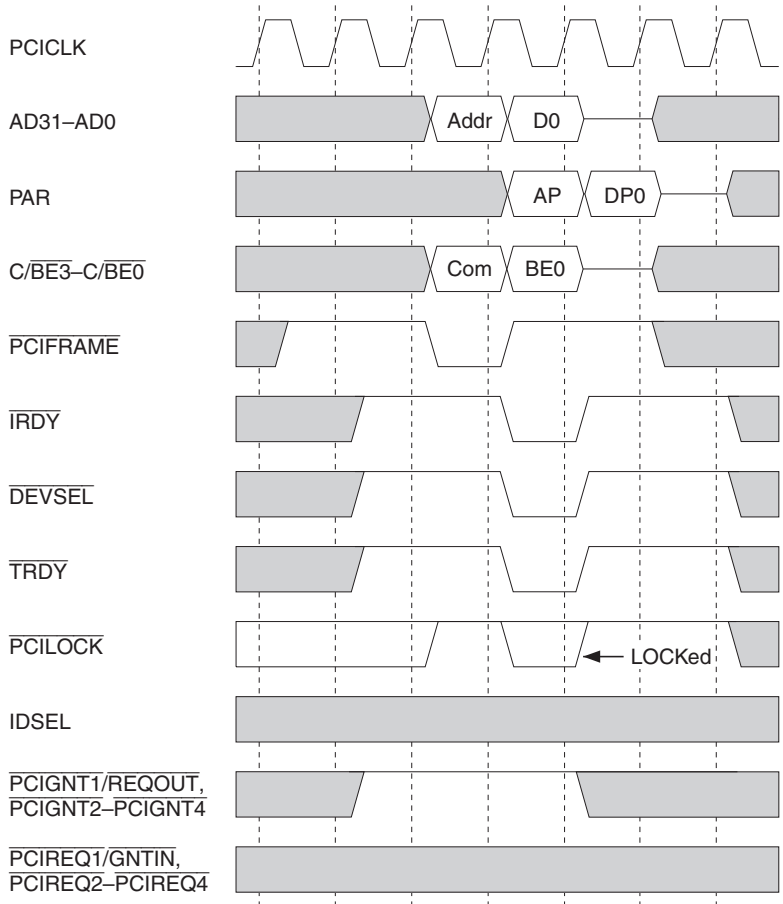 PCICLK
AD31–AD0
Addr D0
PAR
AP DP0
C/BE3–C/BE0
Com BE0
PCIFRAME
IRDY
DEVSEL
TRDY
PCILOCK
LOCKed
IDSEL
PCIGNT1/REQOUT,
PCIGNT2–PCIGNT4
PCIREQ1/GNTIN,
PCIREQ2–PCIREQ4